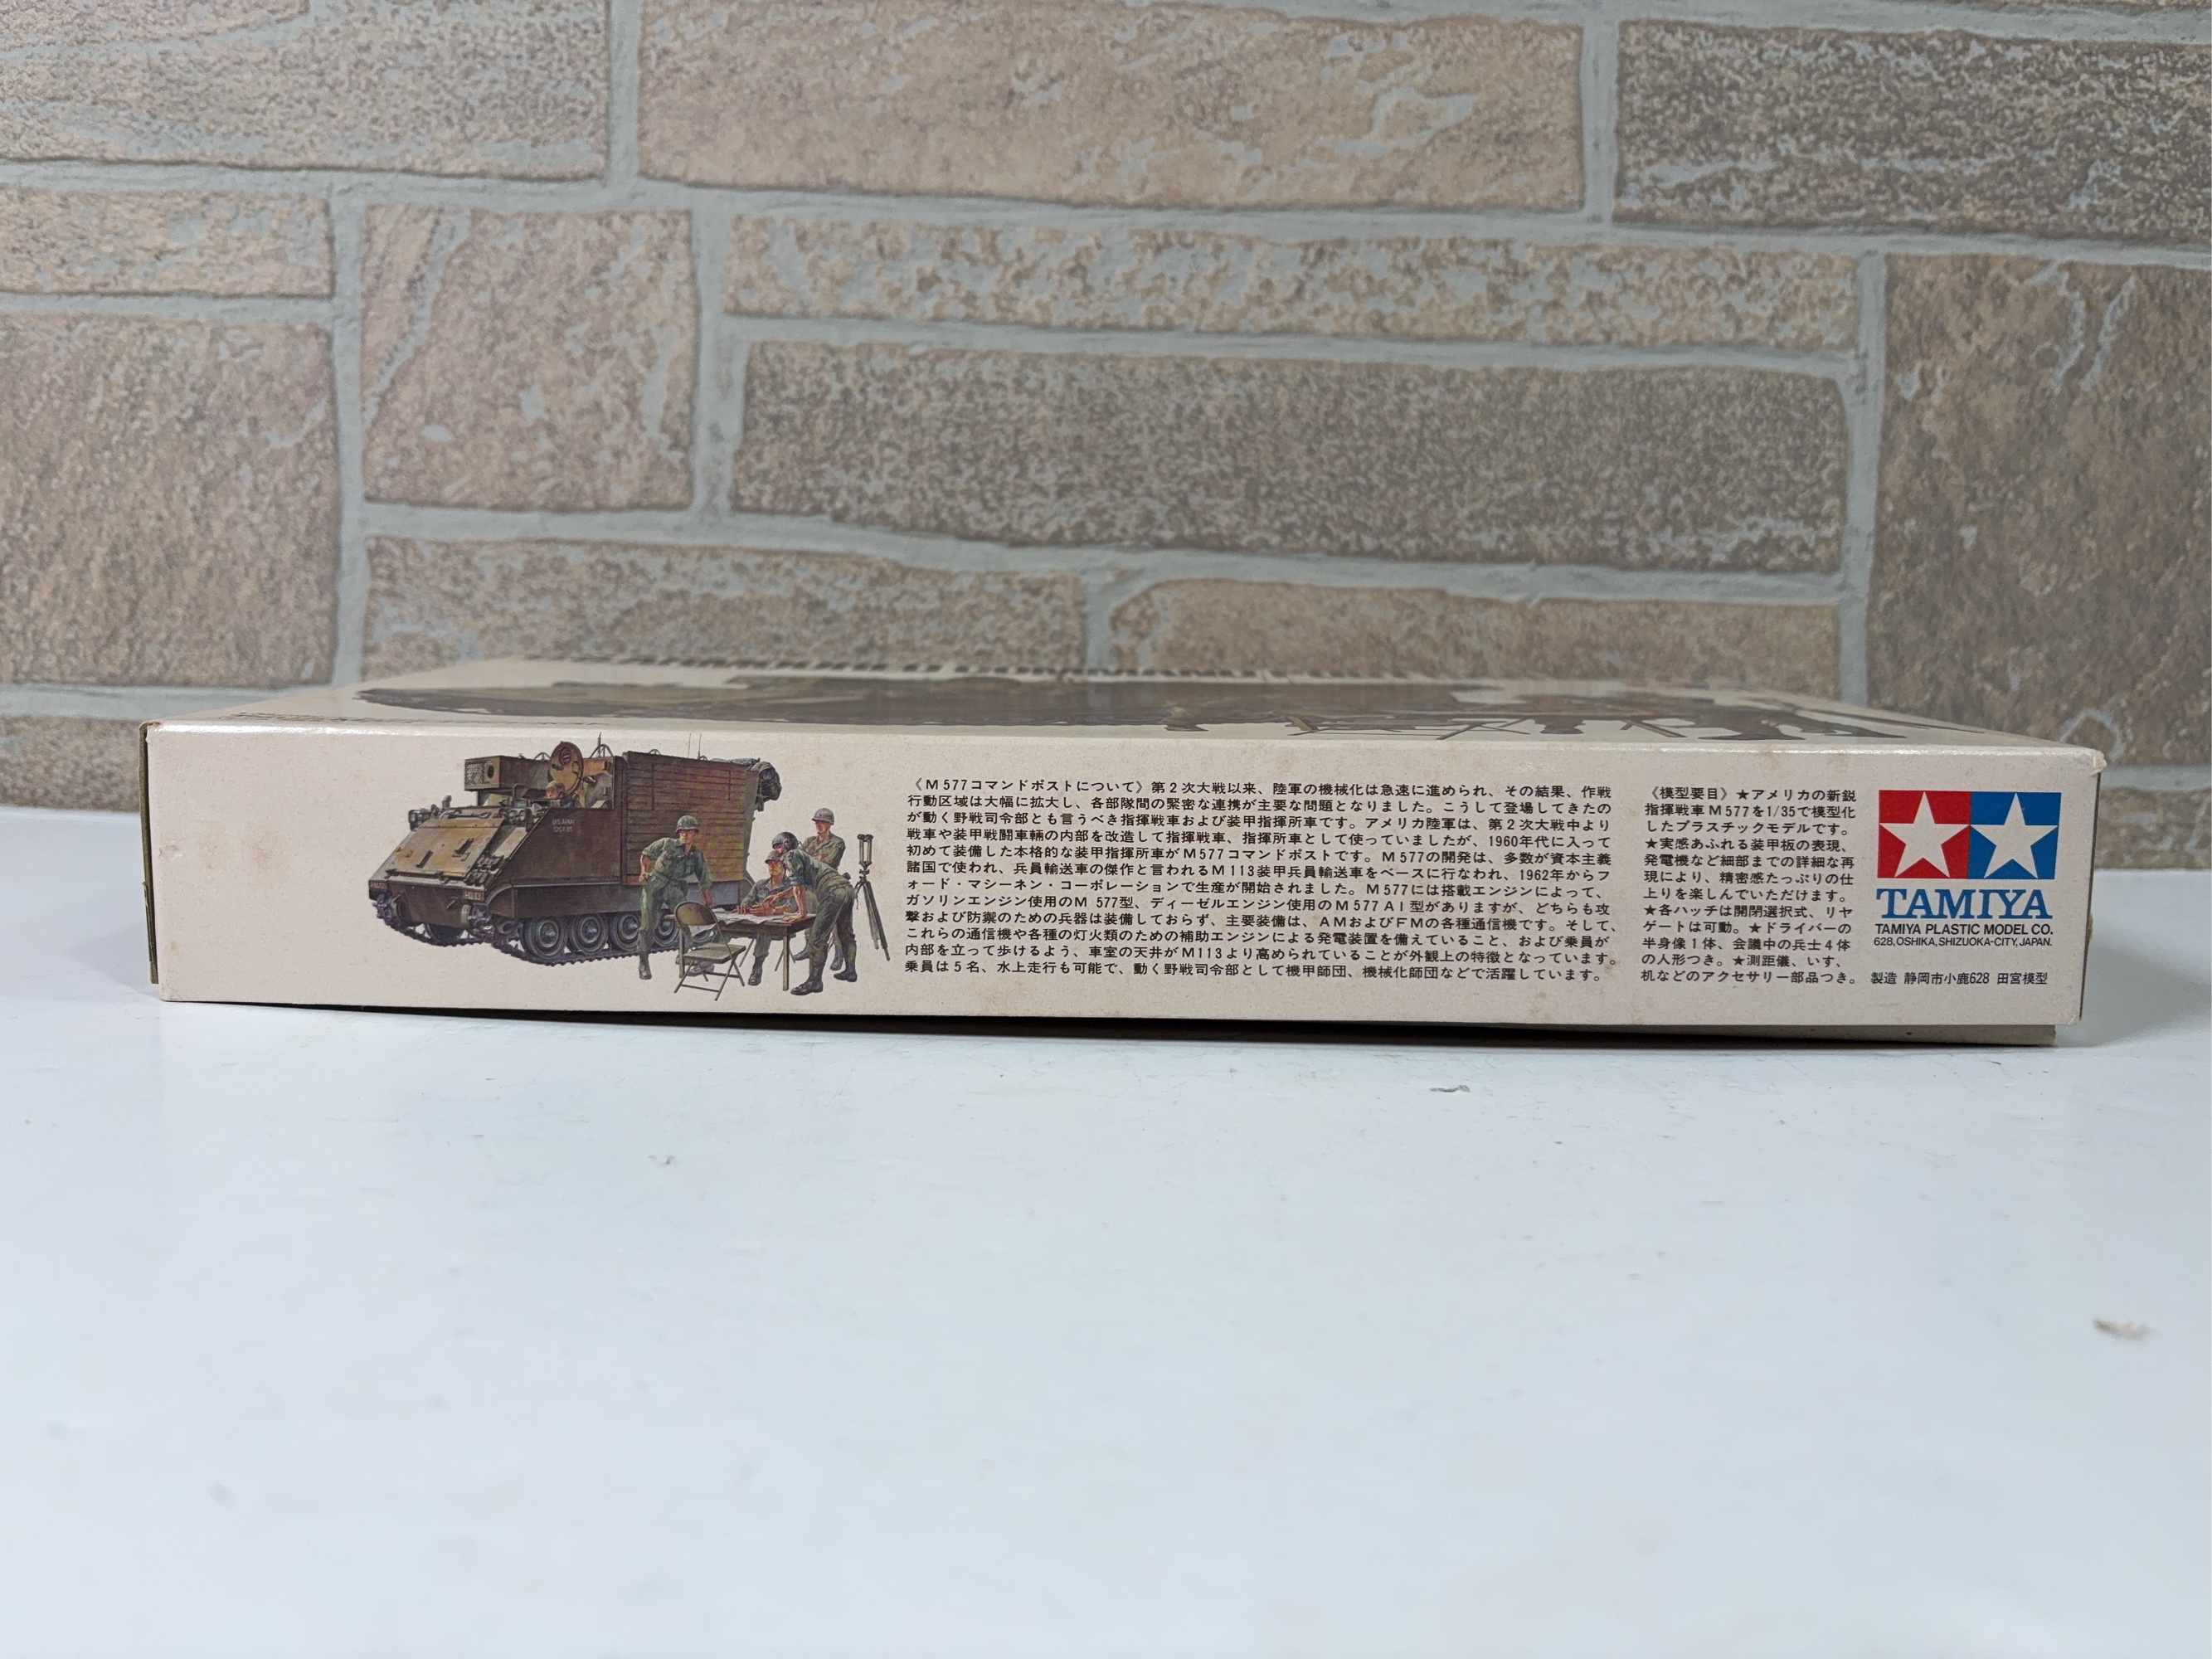 《M577コマンドポストについて》第2次大戦以来、陸軍の機械化は急速に進められ、その結果、作戦
行動区域は大幅に拡大し、各部隊間の緊密な連携が主要な問題となりました。こうして登場してきたの
が動く野戦司令部とも言うべき指揮戦車および装甲指揮所車です。アメリカ陸軍は、第2次大戦中より
戦車や装甲戦闘車輛の内部を改造して指揮戦車、指揮所車として使っていましたが、1960年代に入って
初めて装備した本格的な装甲指揮所車がM577コマンドポストです。M577の開発は、多数が資本主義
諸国で使われ、兵員輸送車の傑作と言われるM113装甲兵員輸送車をベースに行なわれ、1962年からフ
ォード・マシーネン・コーポレーションで生産が開始されました。M577には搭載エンジンによって、
ガソリンエンジン使用のM577型、ディーゼルエンジン使用のM577A1型がありますが、どちらも攻
撃および防禦のための兵器は装備しておらず、主要装備は、AMおよびFMの各種通信機です。そして、
これらの通信機や各種の灯火類のための補助エンジンによる発電装置を備えていること、および乗員が
内部を立って歩けるよう、車室の天井がM113より高められていることが外観上の特徴となっています。
乗員は5名、水上走行も可能で、動く野戦司令部として機甲師団、機械化師団などで活躍しています。
《模型要目》★アメリカの新鋭
指揮戦車M577を1/35で模型化
したプラスチックモデルです。
★実感あふれる装甲板の表現、
発電機など細部までの詳細な再
現により、精密感たっぷりの仕
上りを楽しんでいただけます。
★各ハッチは開閉選択式、リヤ
ゲートは可動。★ドライバーの
半身像1体、会議中の兵士4体
の人形つき。★測距儀、いす、
机などのアクセサリー部品つき。
TAMIYA
TAMIYA PLASTIC MODEL CO.
628, OSHIKA, SHIZUOKA-CITY, JAPAN.
製造 静岡市小鹿628 田宮模型
U.S. ARMY